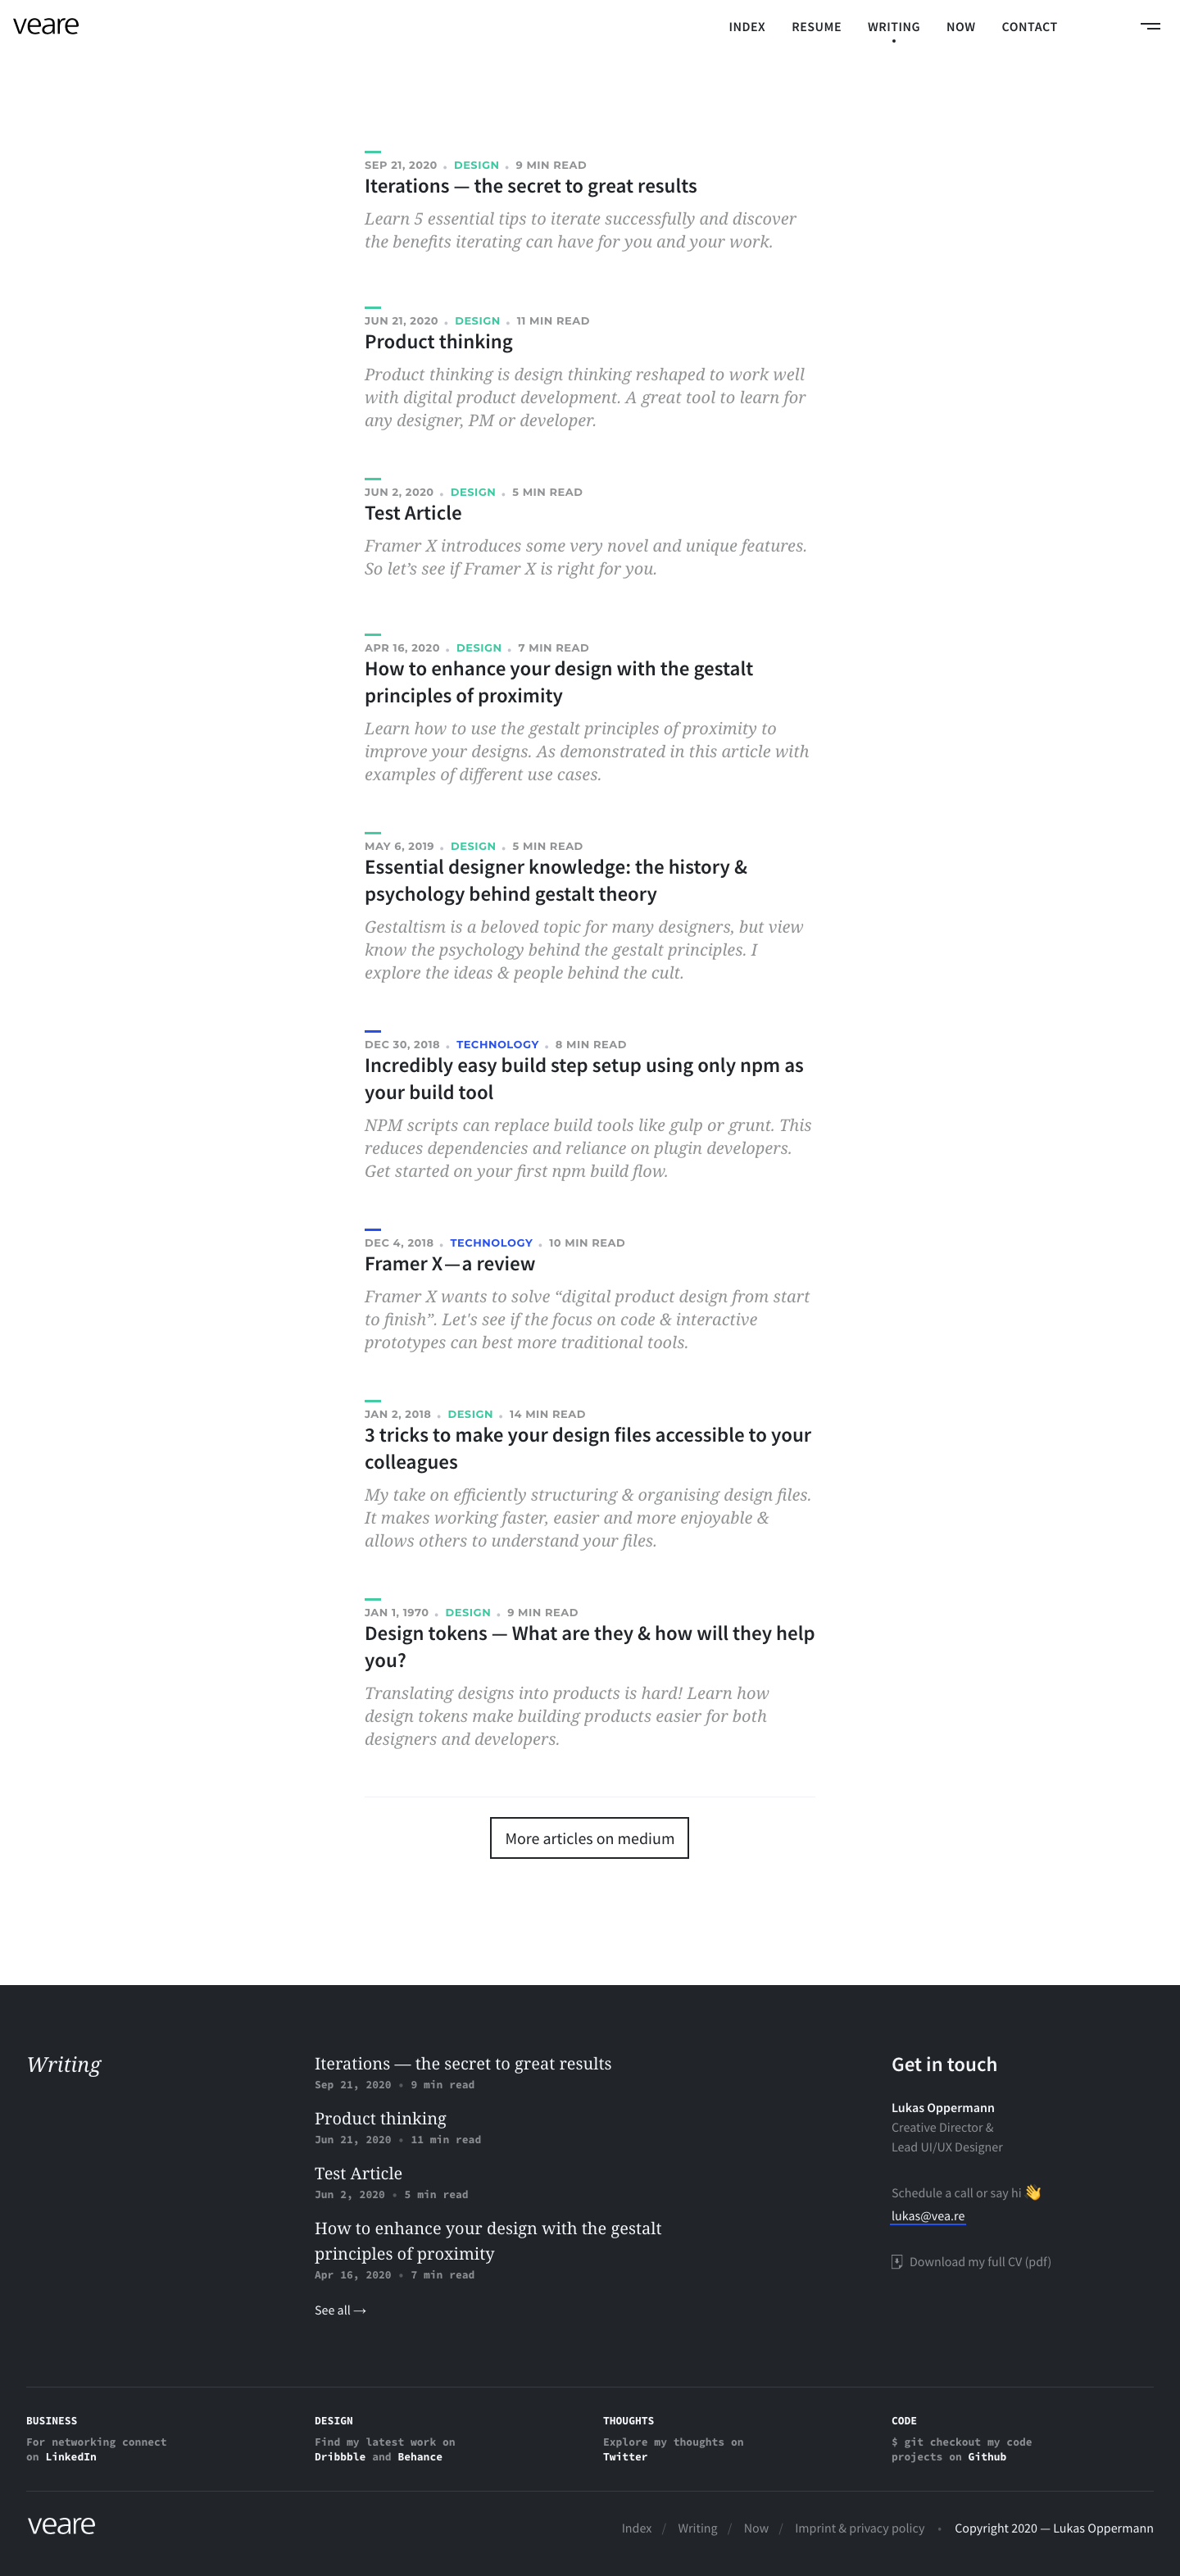 veare
INDEX RESUME WRITING NOW CONTACT
SEP 21, 2020 • DESIGN • 9 MIN READ
Iterations — the secret to great results
Learn 5 essential tips to iterate successfully and discover
the benefits iterating can have for you and your work.
JUN 21, 2020 • DESIGN • 11 MIN READ
Product thinking
Product thinking is design thinking reshaped to work well
with digital product development. A great tool to learn for
any designer, PM or developer.
JUN 2, 2020 • DESIGN • 5 MIN READ
Test Article
Framer X introduces some very novel and unique features.
So let’s see if Framer X is right for you.
APR 16, 2020 • DESIGN • 7 MIN READ
How to enhance your design with the gestalt
principles of proximity
Learn how to use the gestalt principles of proximity to
improve your designs. As demonstrated in this article with
examples of different use cases.
MAY 6, 2019 • DESIGN • 5 MIN READ
Essential designer knowledge: the history &
psychology behind gestalt theory
Gestaltism is a beloved topic for many designers, but view
know the psychology behind the gestalt principles. I
explore the ideas & people behind the cult.
DEC 30, 2018 • TECHNOLOGY • 8 MIN READ
Incredibly easy build step setup using only npm as
your build tool
NPM scripts can replace build tools like gulp or grunt. This
reduces dependencies and reliance on plugin developers.
Get started on your first npm build flow.
DEC 4, 2018 • TECHNOLOGY • 10 MIN READ
Framer X — a review
Framer X wants to solve “digital product design from start
to finish”. Let's see if the focus on code & interactive
prototypes can best more traditional tools.
JAN 2, 2018 • DESIGN • 14 MIN READ
3 tricks to make your design files accessible to your
colleagues
My take on efficiently structuring & organising design files.
It makes working faster, easier and more enjoyable &
allows others to understand your files.
JAN 1, 1970 • DESIGN • 9 MIN READ
Design tokens — What are they & how will they help
you?
Translating designs into products is hard! Learn how
design tokens make building products easier for both
designers and developers.
More articles on medium
Writing
Iterations — the secret to great results
Sep 21, 2020 • 9 min read
Product thinking
Jun 21, 2020 • 11 min read
Test Article
Jun 2, 2020 • 5 min read
How to enhance your design with the gestalt
principles of proximity
Apr 16, 2020 • 7 min read
See all →
Get in touch
Lukas Oppermann
Creative Director &
Lead UI/UX Designer
Schedule a call or say hi 👋
lukas@vea.re
Download my full CV (pdf)
BUSINESS
For networking connect
on LinkedIn
DESIGN
Find my latest work on
Dribbble and Behance
THOUGHTS
Explore my thoughts on
Twitter
CODE
$ git checkout my code
projects on Github
veare
Index / Writing / Now / Imprint & privacy policy • Copyright 2020 — Lukas Oppermann